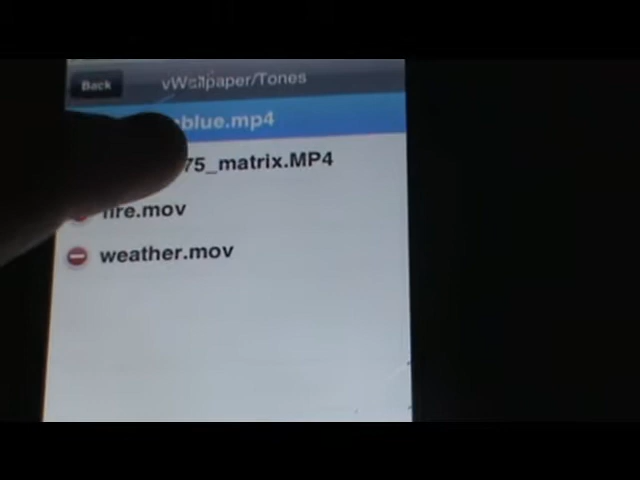 Back
vWallpaper/Tones
blue.mp4
75_matrix.MP4
fire.mov
weather.mov